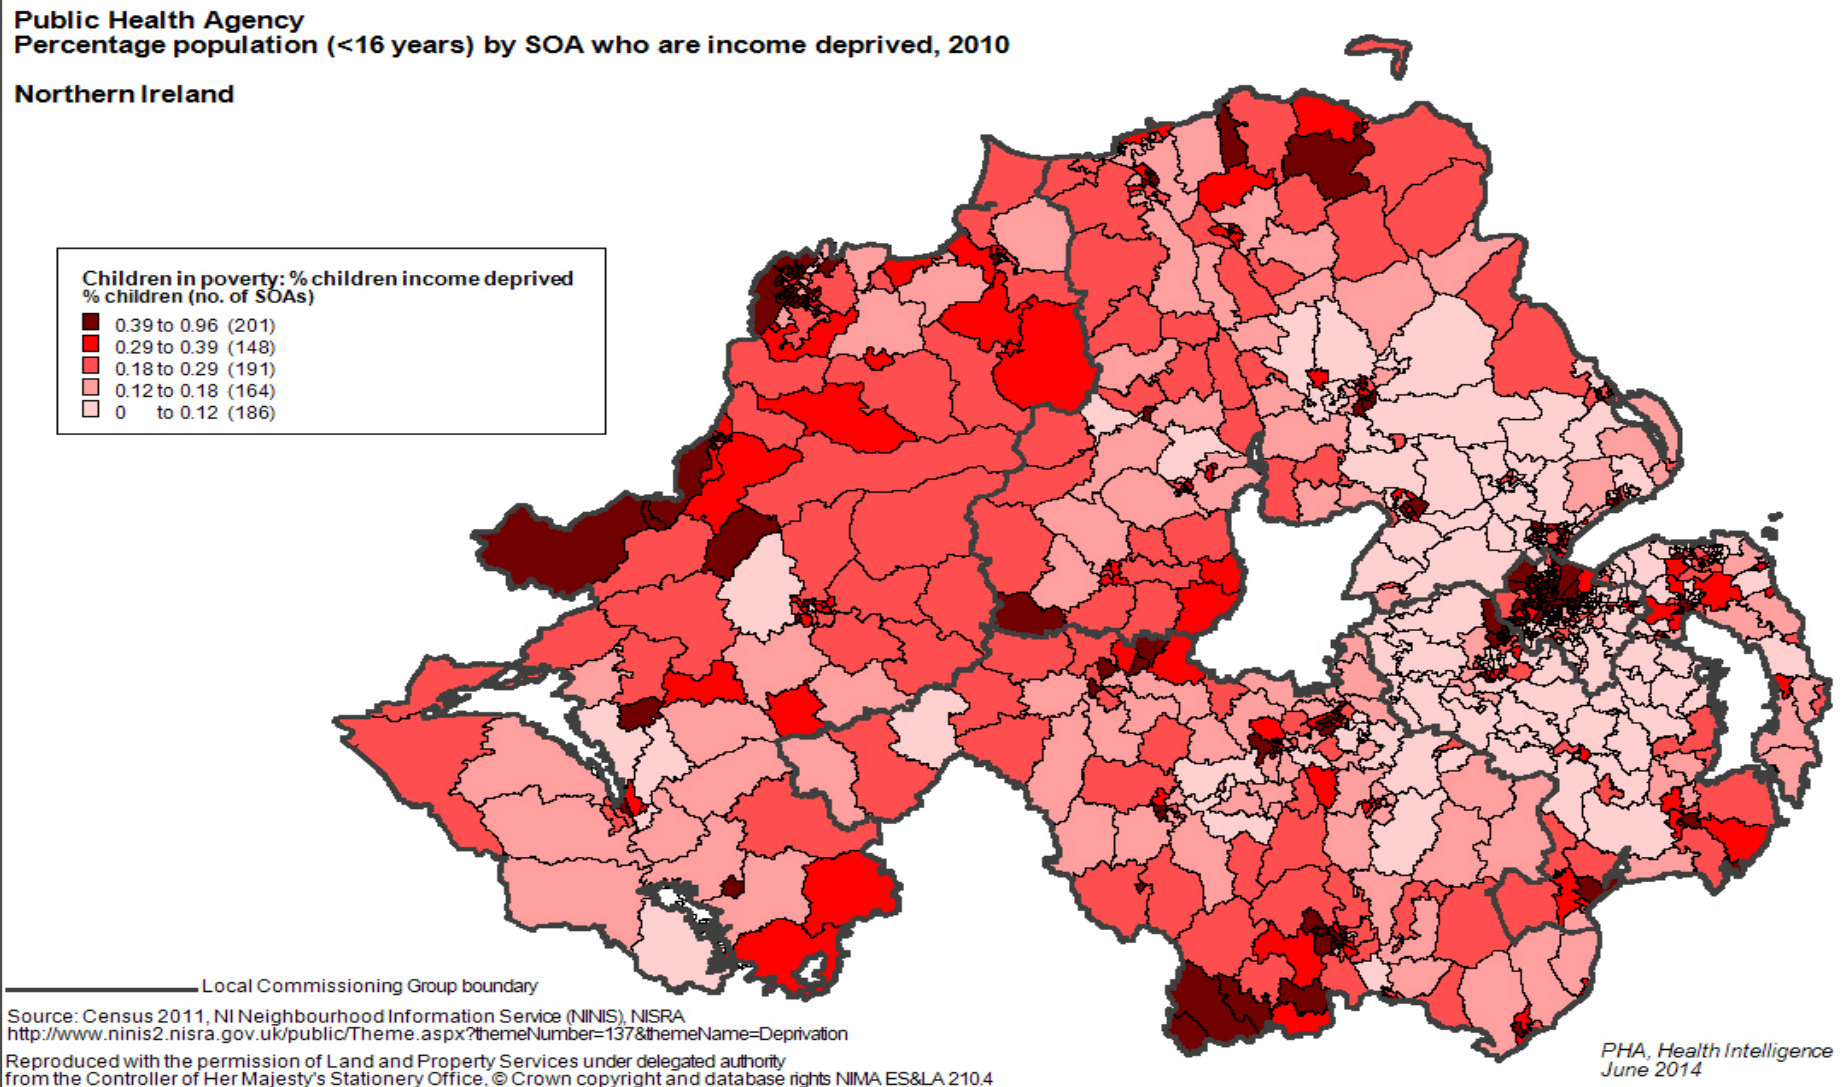 Public Health Agency
Percentage population (<16 years) by SOA who are income deprived, 2010
Northern Ireland
Children in poverty: % children income deprived
% children (no. of SOAs)
0.39 to 0.96 (201)
0.29 to 0.39 (148)
0.18 to 0.29 (191)
0.12 to 0.18 (164)
0 to 0.12 (186)
Local Commissioning Group boundary
Source: Census 2011, NI Neighbourhood Information Service (NINIS), NISRA
http://www.ninis2.nisra.gov.uk/public/Theme.aspx?themeNumber=137&themeName=Deprivation
Reproduced with the permission of Land and Property Services under delegated authority
from the Controller of Her Majesty's Stationery Office, © Crown copyright and database rights NIMA ES&LA 210.4
PHA, Health Intelligence
June 2014